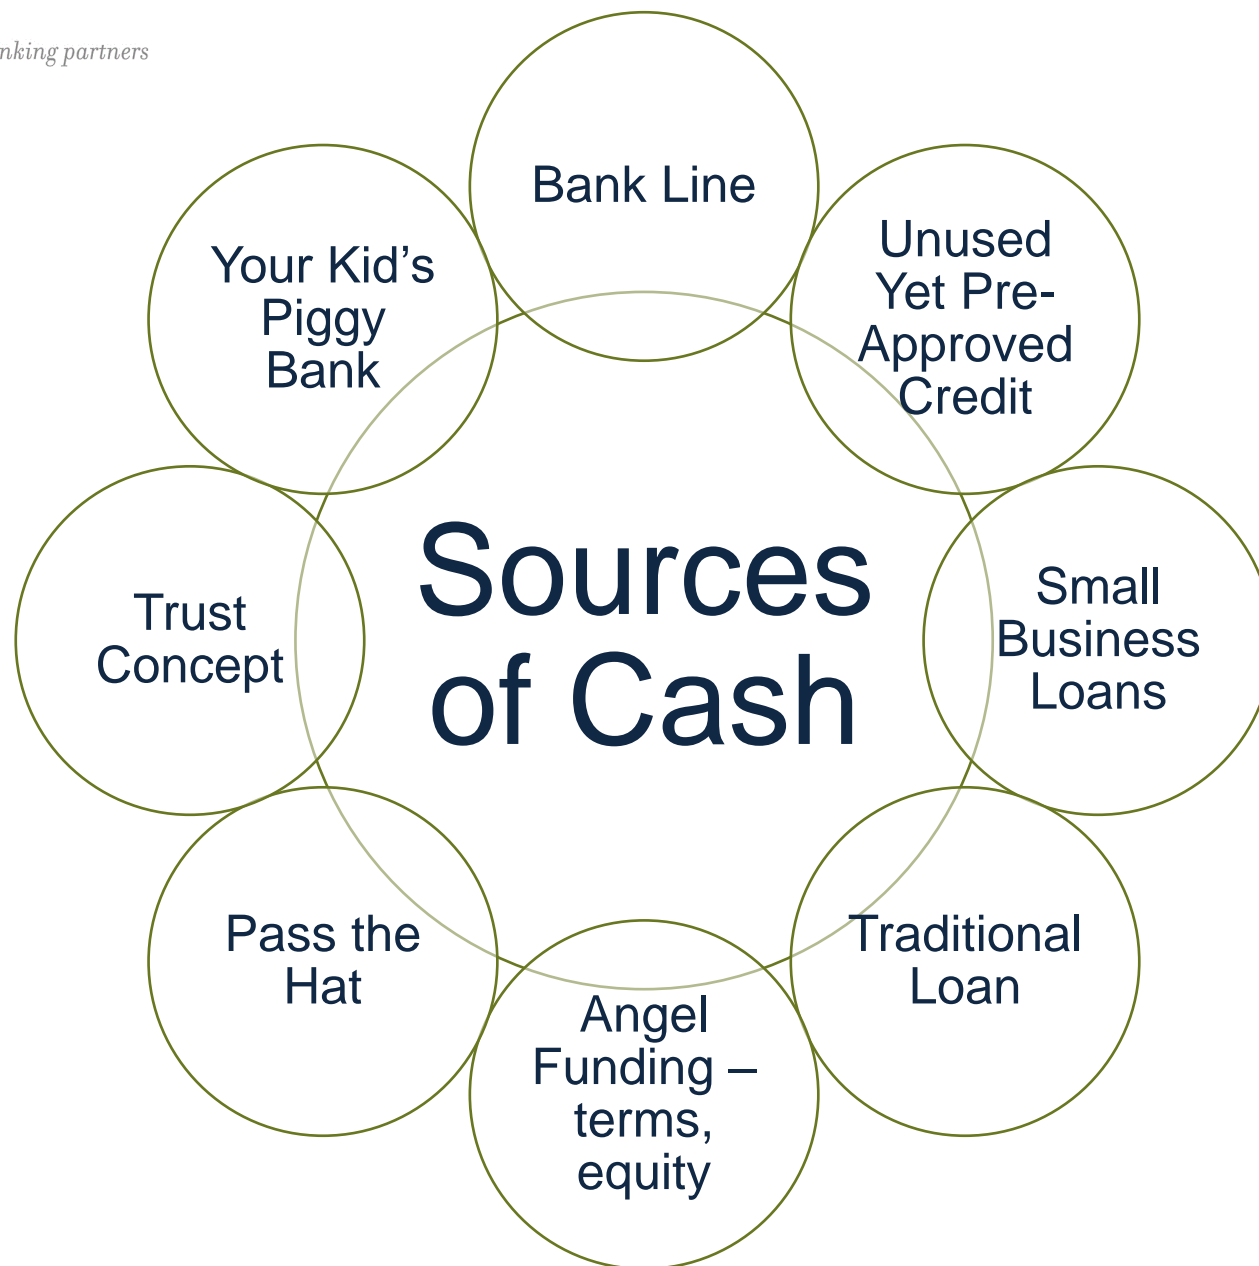 partners
Bank Line
Unused
Yet Pre-
Approved
Credit
Your Kid’s
Piggy
Bank
Sources
of Cash
Small
Business
Loans
Trust
Concept
Traditional
Loan
Pass the
Hat
Angel
Funding –
terms,
equity